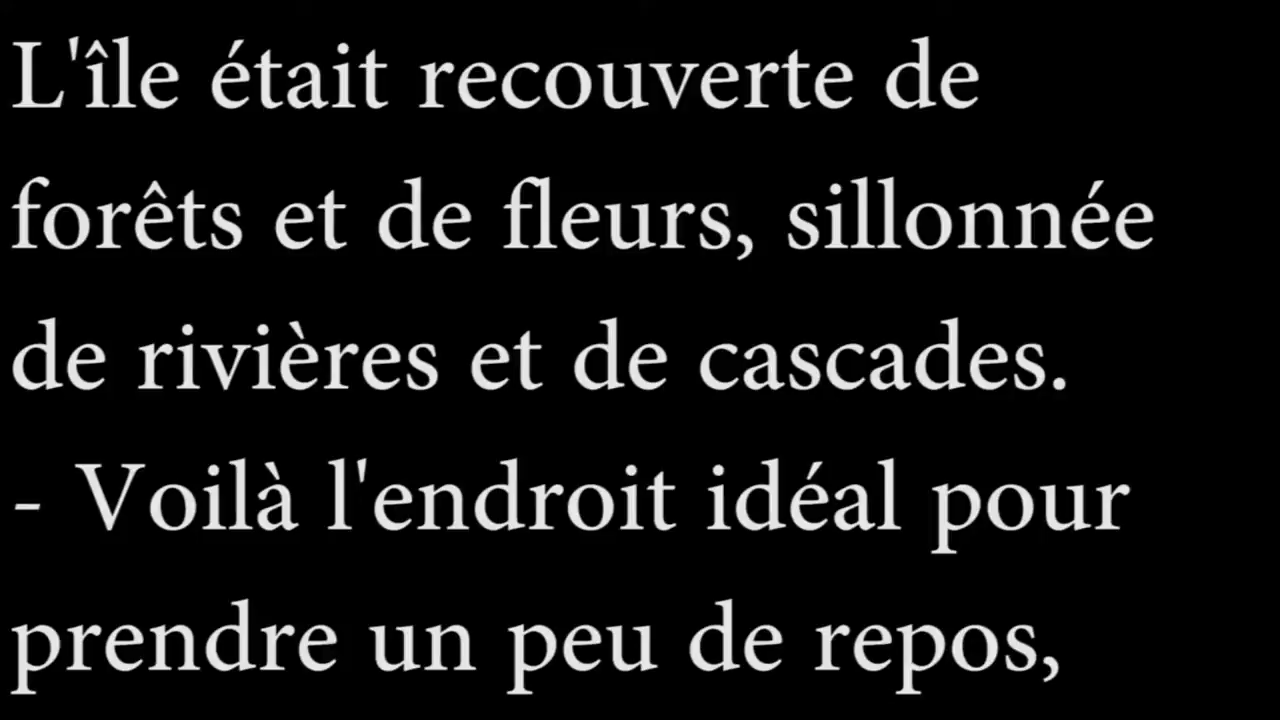 L'île était recouverte de
forêts et de fleurs, sillonnée
de rivières et de cascades.
- Voilà l'endroit idéal pour
prendre un peu de repos,